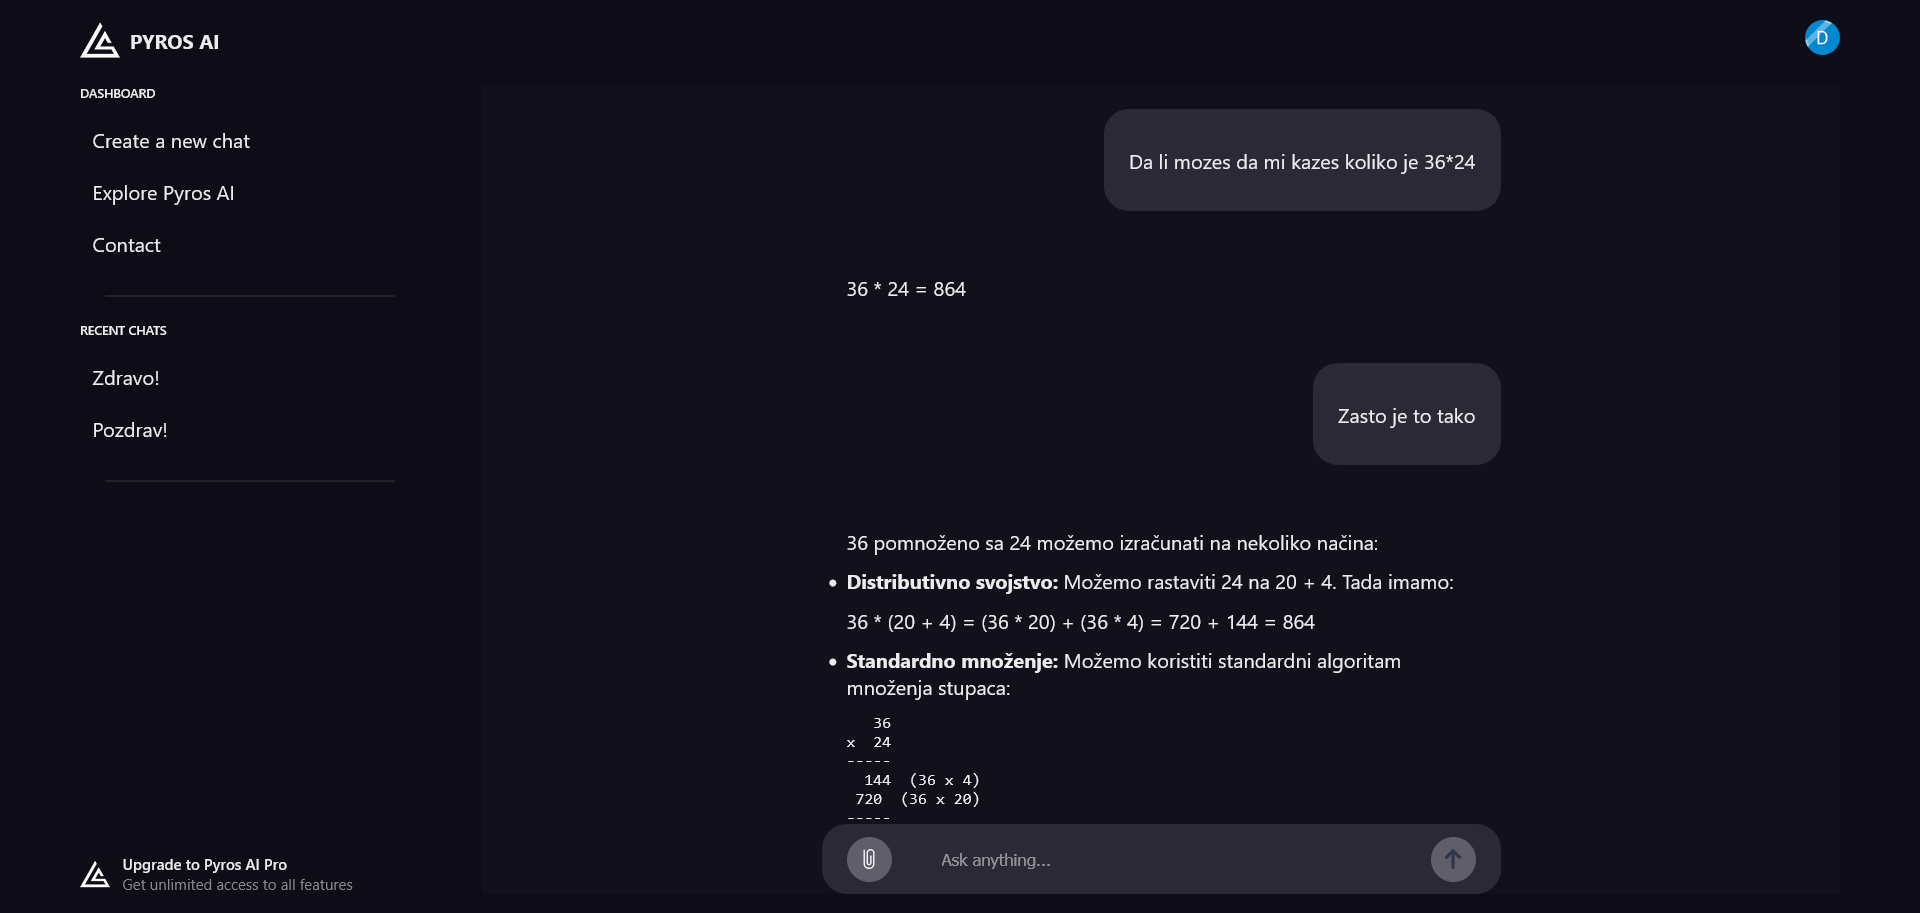 PYROS AI
D
DASHBOARD
Create a new chat
Explore Pyros AI
Contact
RECENT CHATS
Zdravo!
Pozdrav!
Upgrade to Pyros AI Pro
Get unlimited access to all features
Da li mozes da mi kazes koliko je 36*24
36 * 24 = 864
Zasto je to tako
36 pomnoženo sa 24 možemo izračunati na nekoliko načina:
• Distributivno svojstvo: Možemo rastaviti 24 na 20 + 4. Tada imamo:
36 * (20 + 4) = (36 * 20) + (36 * 4) = 720 + 144 = 864
• Standardno množenje: Možemo koristiti standardni algoritam
množenja stupaca:
   36
x  24
-----
  144  (36 x 4)
 720  (36 x 20)
-----
Ask anything...